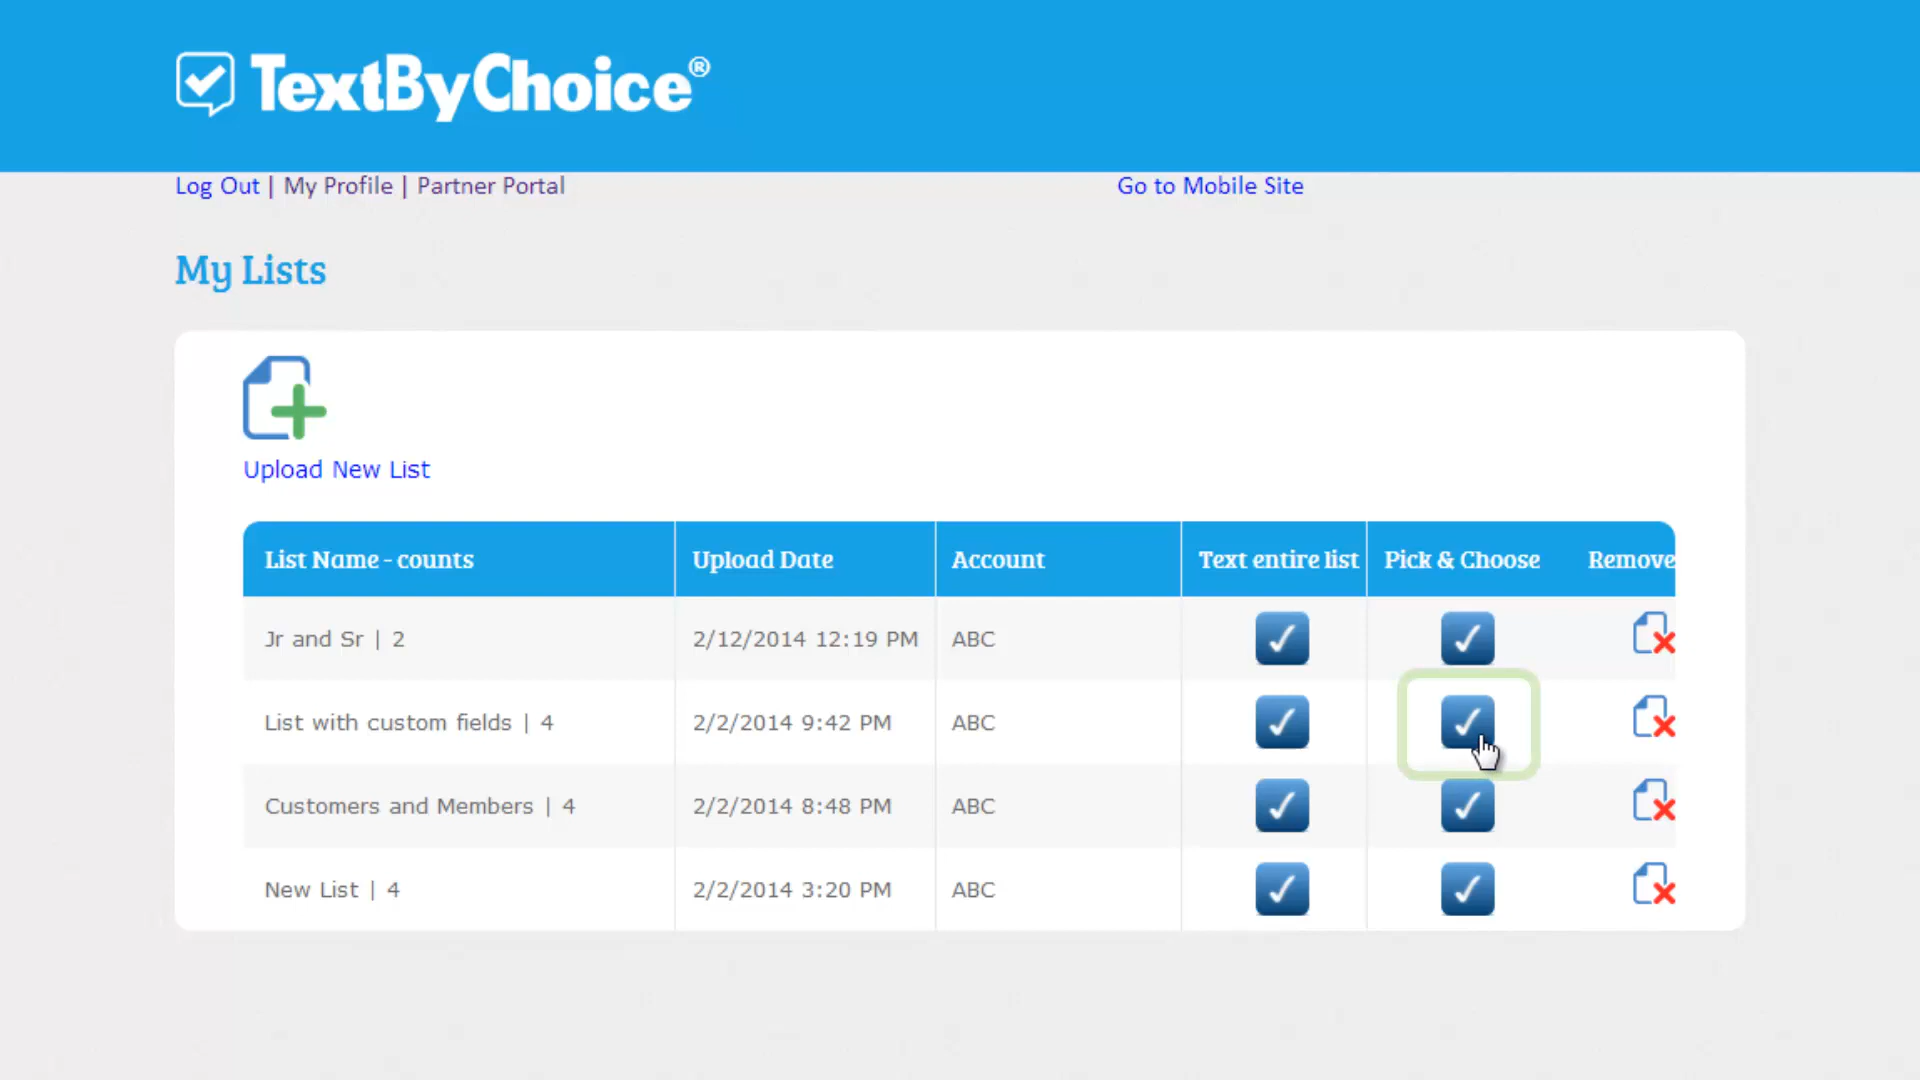 TextByChoice®
Log Out | My Profile | Partner Portal Go to Mobile Site
My Lists
Upload New List
List Name - counts Upload Date Account Text entire list Pick & Choose Remove
Jr and Sr | 2 2/12/2014 12:19 PM ABC
List with custom fields | 4 2/2/2014 9:42 PM ABC
Customers and Members | 4 2/2/2014 8:48 PM ABC
New List | 4 2/2/2014 3:20 PM ABC